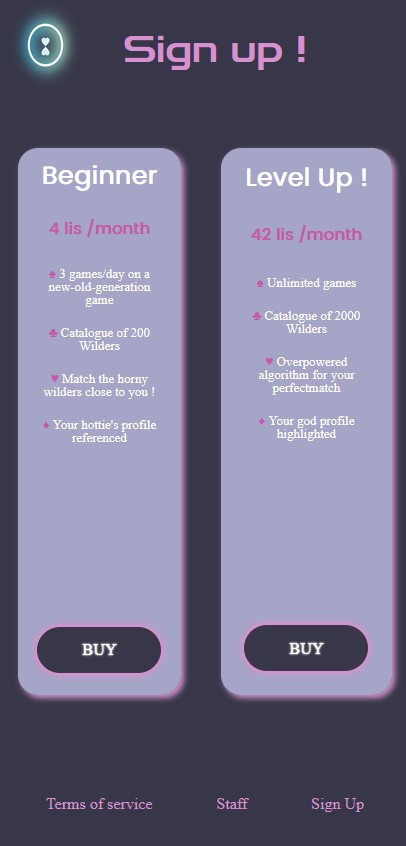 Sign up !
Beginner
4 lis /month
♠ 3 games/day on a
new-old-generation
game
♣ Catalogue of 200
Wilders
♥ Match the horny
wilders close to you !
♦ Your hottie's profile
referenced
BUY
Level Up !
42 lis /month
♠ Unlimited games
♣ Catalogue of 2000
Wilders
♥ Overpowered
algorithm for your
perfectmatch
♦ Your god profile
highlighted
BUY
Terms of service
Staff
Sign Up